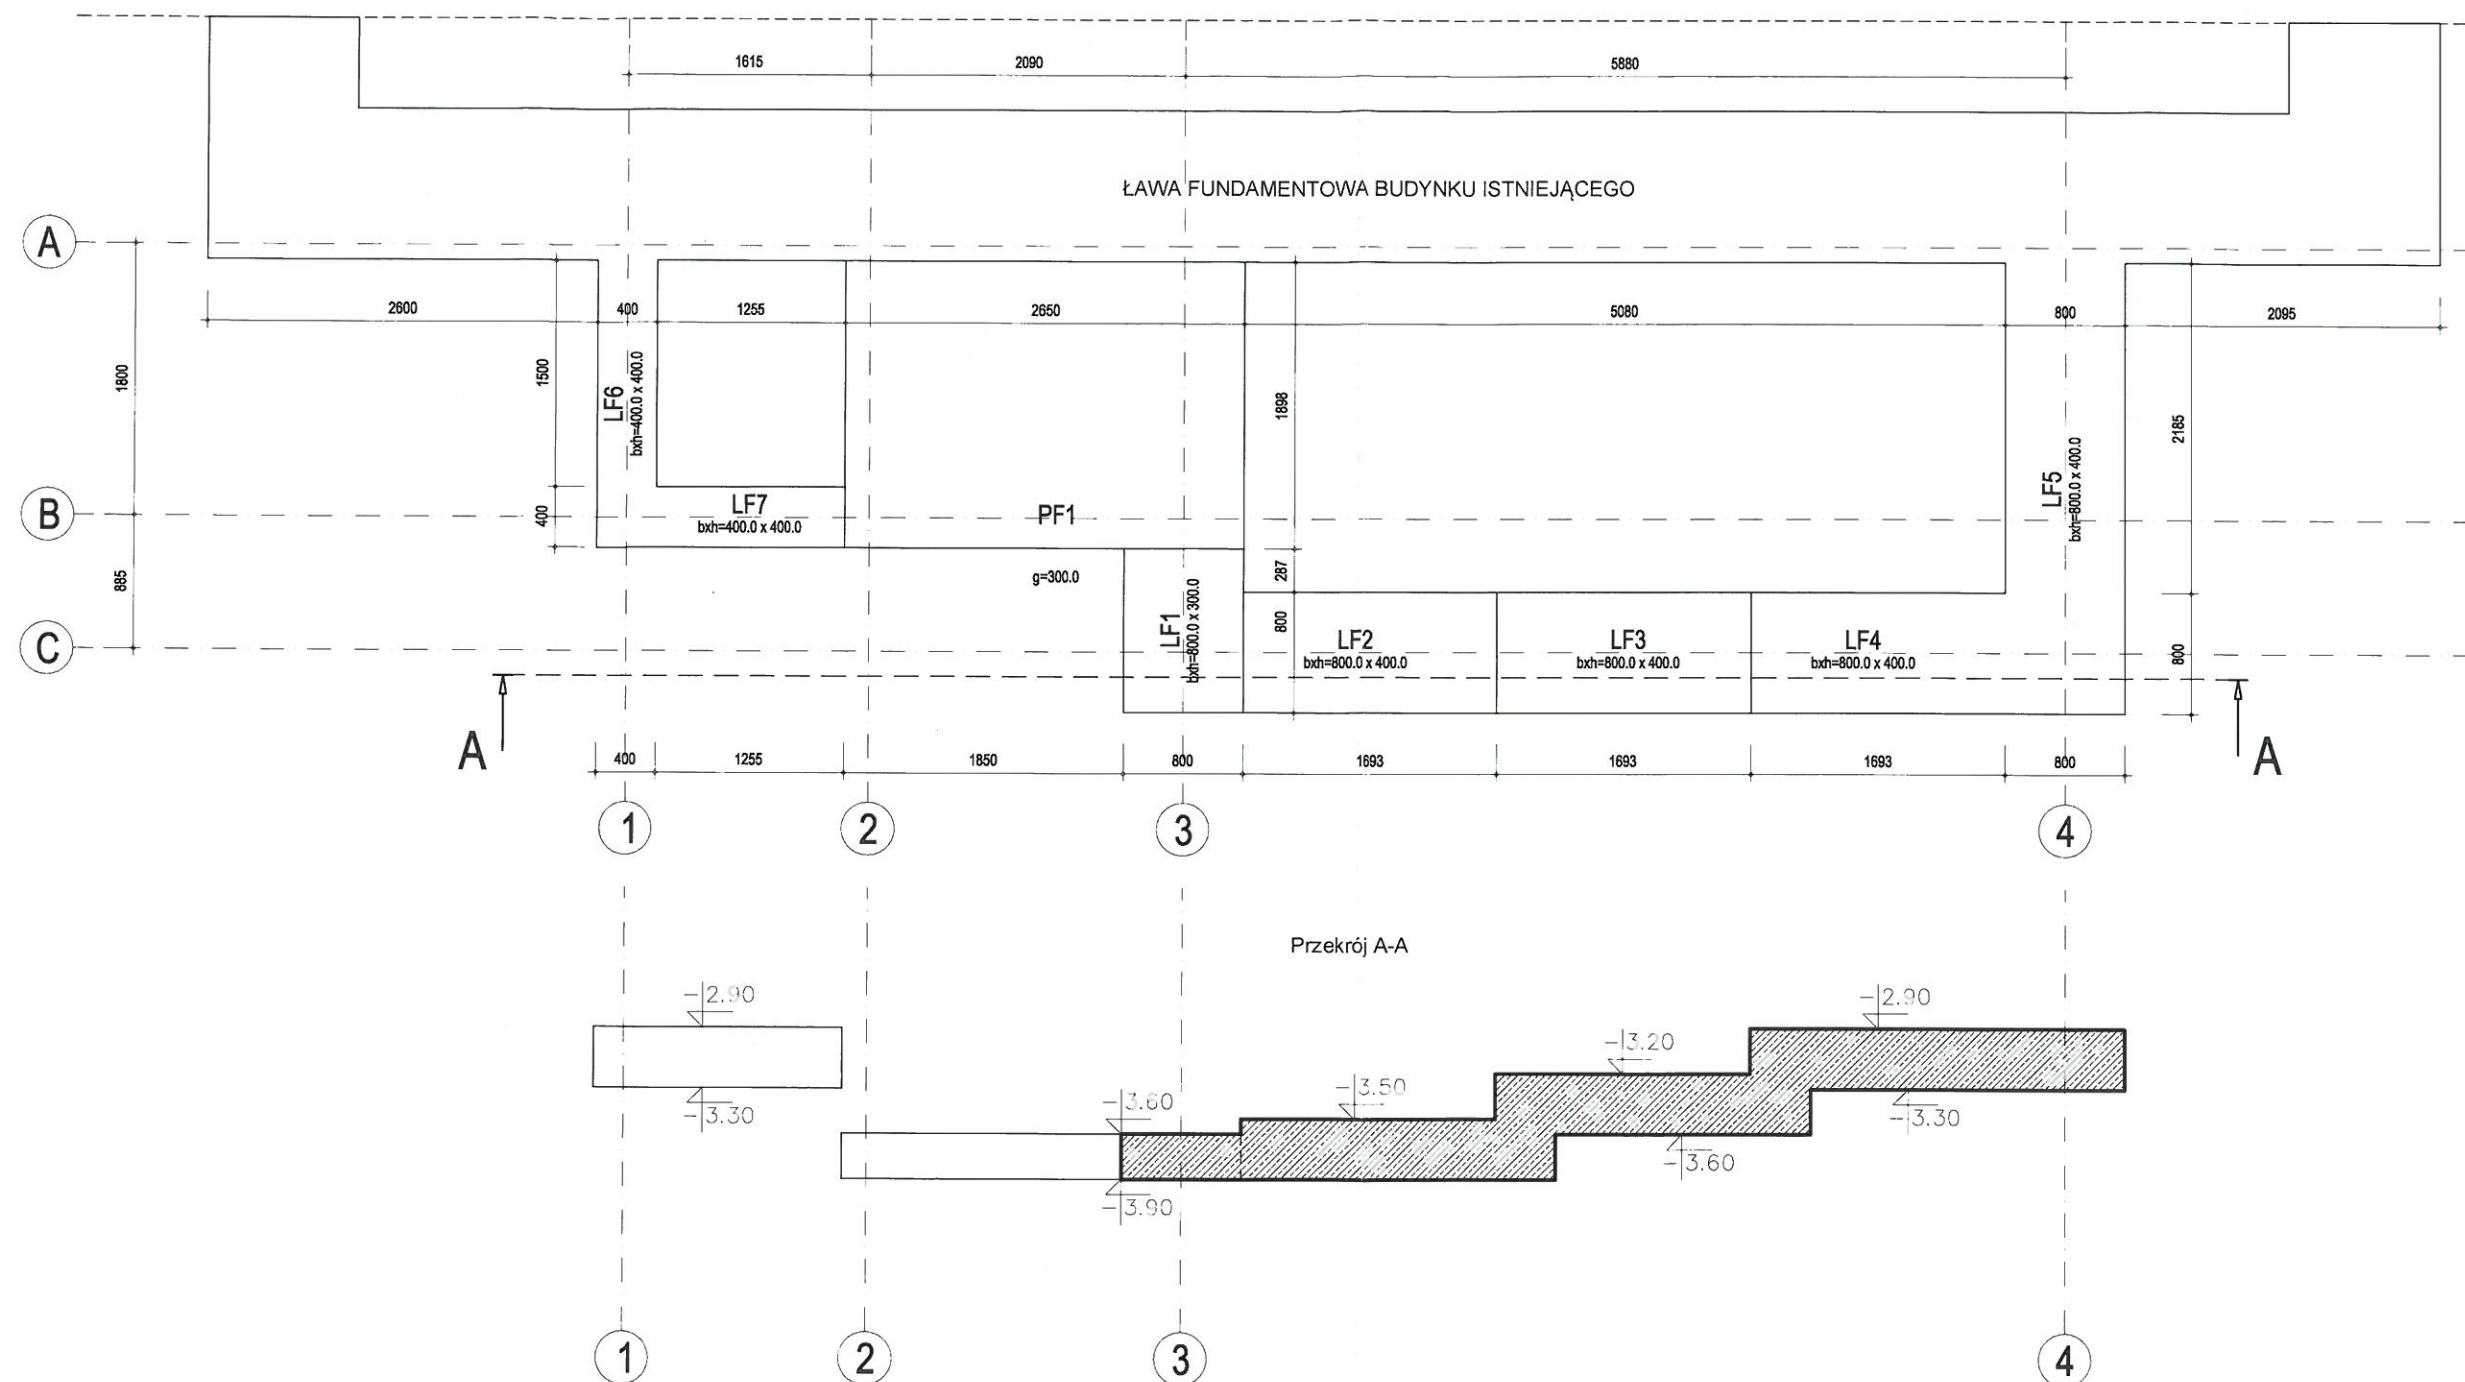 1615
2090
5880
ŁAWA FUNDAMENTOWA BUDYNKU ISTNIEJĄCEGO
A
2600
400
1255
2650
5080
800
2095
1800
1500
LF6
bxh=400.0 x 400.0
1898
2185
LF5
bxh=800.0 x 400.0
B
400
LF7
bxh=400.0 x 400.0
PF1
885
g=300.0
287
C
LF1
bxh=800.0 x 300.0
800
LF2
bxh=800.0 x 400.0
LF3
bxh=800.0 x 400.0
LF4
bxh=800.0 x 400.0
800
A
A
400
1255
1850
800
1693
1693
1693
800
1
2
3
4
Przekrój A-A
-2.90
-2.90
-3.20
-3.50
-3.60
-3.30
-3.30
-3.60
-3.90
1
2
3
4